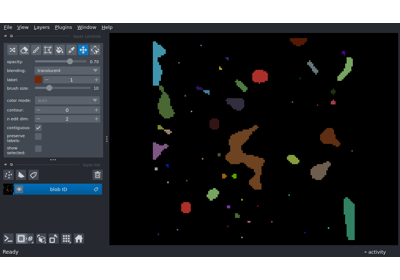 File View Layers Plugins Window Help
opacity: 0.70
blending: translucent
label: 1
brush size: 10
color mode:
contour: 0
n edit dim: 2
contiguous:
preserve
labels:
show
selected:
blob ID
Ready
activity